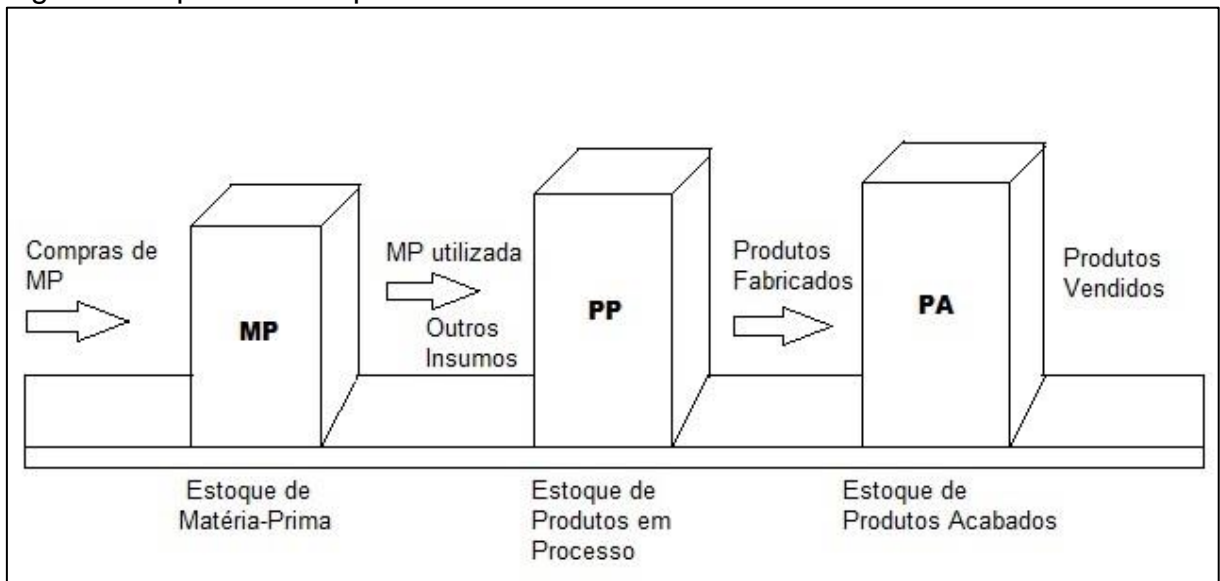 Compras de
MP
MP
MP utilizada
Outros
Insumos
PP
Produtos
Fabricados
PA
Produtos
Vendidos
Estoque de
Matéria-Prima
Estoque de
Produtos em
Processo
Estoque de
Produtos Acabados